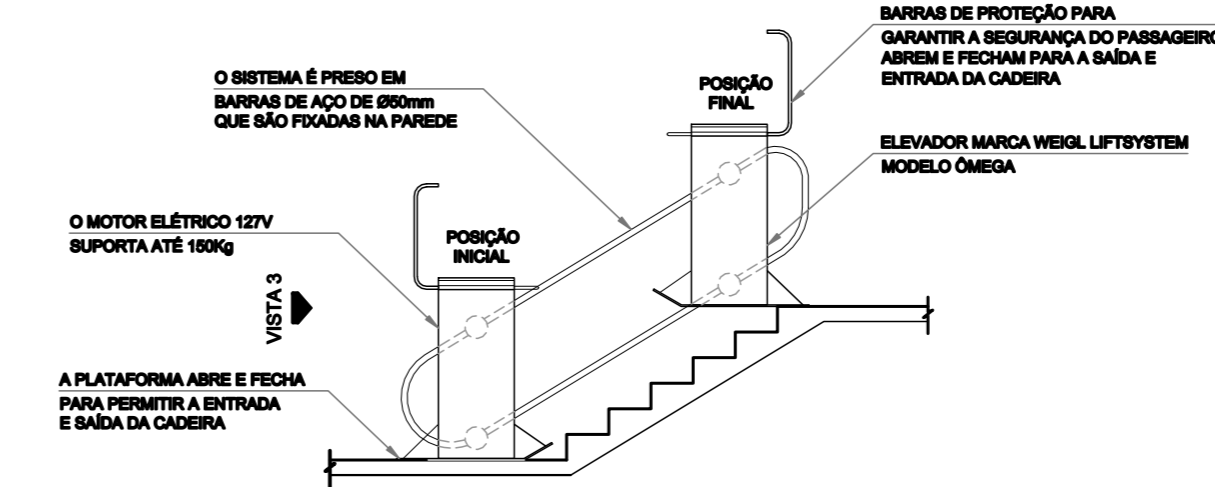 BARRAS DE PROTEÇÃO PARA
GARANTIR A SEGURANÇA DO PASSAGEIRO
ABREM E FECHAM PARA A SAÍDA E
ENTRADA DA CADEIRA
O SISTEMA É PRESO EM
BARRAS DE AÇO DE Ø50mm
QUE SÃO FIXADAS NA PAREDE
POSIÇÃO
FINAL
ELEVADOR MARCA WEIGL LIFTSYSTEM
MODELO ÔMEGA
O MOTOR ELÉTRICO 127V
SUPORTA ATÉ 150Kg
POSIÇÃO
INICIAL
VISTA 3
A PLATAFORMA ABRE E FECHA
PARA PERMITIR A ENTRADA
E SAÍDA DA CADEIRA